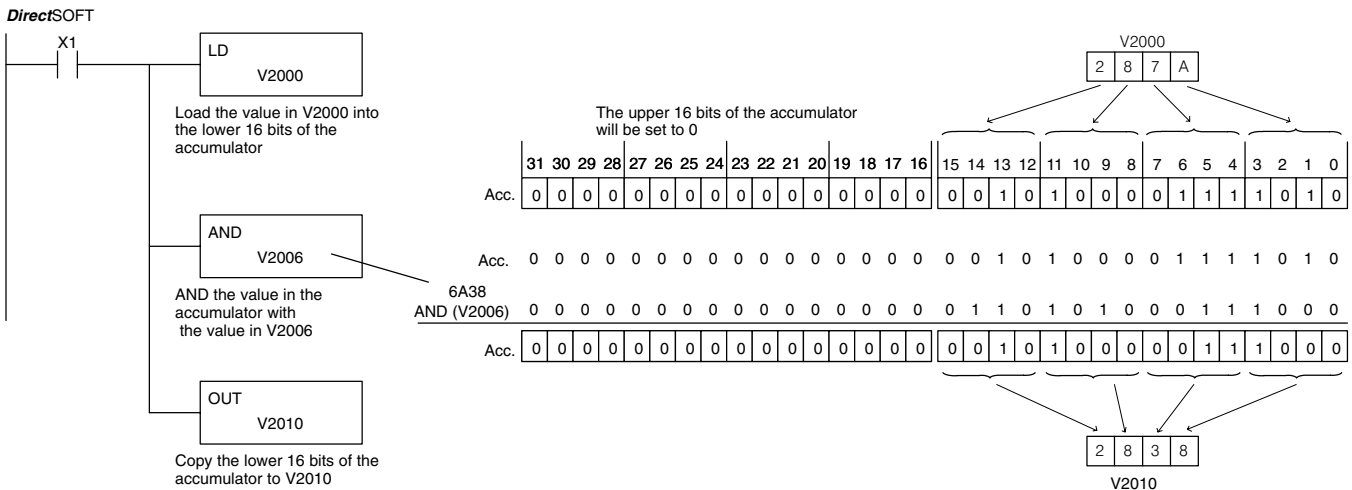 DirectSOFT
X1
LD
V2000
Load the value in V2000 into
the lower 16 bits of the
accumulator
AND
V2006
AND the value in the
accumulator with
the value in V2006
OUT
V2010
Copy the lower 16 bits of the
accumulator to V2010
V2000
2 8 7 A
The upper 16 bits of the accumulator
will be set to 0
31 30 29 28 27 26 25 24 23 22 21 20 19 18 17 16 15 14 13 12 11 10 9 8 7 6 5 4 3 2 1 0
Acc. 0 0 0 0 0 0 0 0 0 0 0 0 0 0 0 0 0 0 1 0 1 0 0 0 0 1 1 1 1 0 1 0
Acc. 0 0 0 0 0 0 0 0 0 0 0 0 0 0 0 0 0 0 1 0 1 0 0 0 0 1 1 1 1 0 1 0
6A38
AND (V2006) 0 0 0 0 0 0 0 0 0 0 0 0 0 0 0 0 0 1 1 0 1 0 1 0 0 0 1 1 1 0 0 0
Acc. 0 0 0 0 0 0 0 0 0 0 0 0 0 0 0 0 0 0 1 0 1 0 0 0 0 0 1 1 1 0 0 0
2 8 3 8
V2010